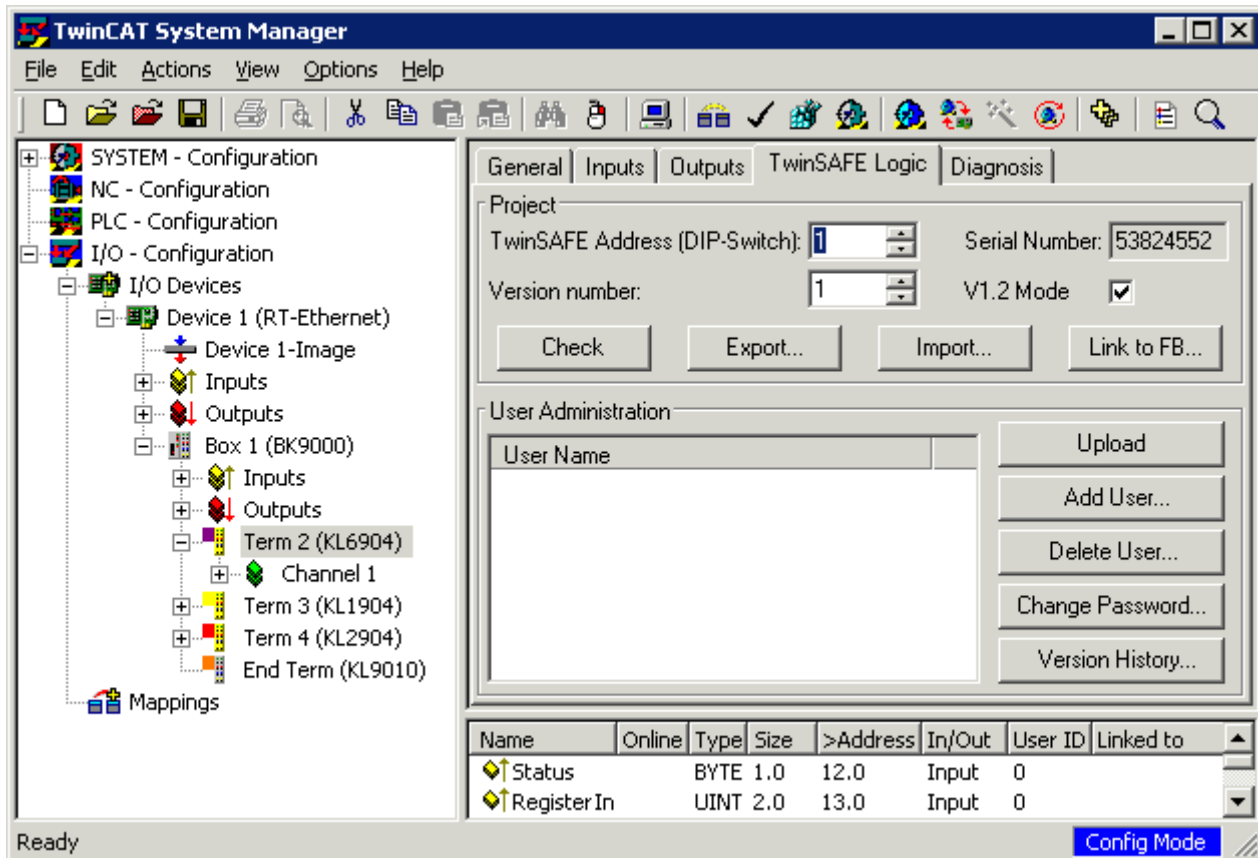 TwinCAT System Manager
File Edit Actions View Options Help
SYSTEM - Configuration
NC - Configuration
PLC - Configuration
I/O - Configuration
I/O Devices
Device 1 (RT-Ethernet)
Device 1-Image
Inputs
Outputs
Box 1 (BK9000)
Inputs
Outputs
Term 2 (KL6904)
Channel 1
Term 3 (KL1904)
Term 4 (KL2904)
End Term (KL9010)
Mappings
General Inputs Outputs TwinSAFE Logic Diagnosis
Project
TwinSAFE Address (DIP-Switch): 1 Serial Number: 53824552
Version number: 1 V1.2 Mode
Check Export... Import... Link to FB...
User Administration
User Name
Upload
Add User...
Delete User...
Change Password...
Version History...
Name Online Type Size >Address In/Out User ID Linked to
Status BYTE 1.0 12.0 Input 0
Register In UINT 2.0 13.0 Input 0
Ready Config Mode